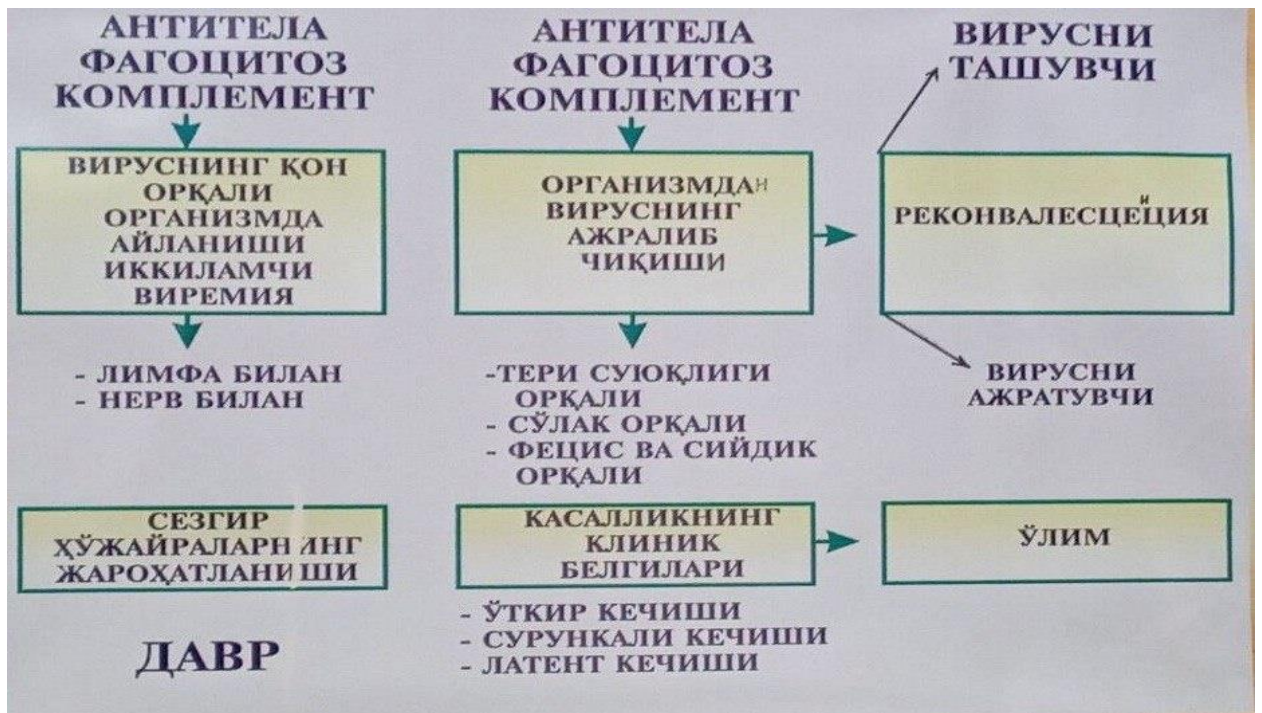 АНТИТЕЛА
ФАГОЦИТОЗ
КОМПЛЕМЕНТ
ВИРУСНИНГ ҚОН
ОРҚАЛИ
ОРГАНИЗМДА
АЙЛАНИШИ
ИККИЛАМЧИ
ВИРЕМИЯ
- ЛИМФА БИЛАН
- НЕРВ БИЛАН
СЕЗГИР
ҲЎЖАЙРАЛАРНИНГ
ЖАРОҲАТЛАНИШИ
ДАВР
АНТИТЕЛА
ФАГОЦИТОЗ
КОМПЛЕМЕНТ
ОРГАНИЗМДАН
ВИРУСНИНГ
АЖРАЛИБ
ЧИҚИШИ
-ТЕРИ СУЮҚЛИГИ
ОРҚАЛИ
- СЎЛАК ОРҚАЛИ
- ФЕЦИС ВА СИЙДИК
ОРҚАЛИ
КАСАЛЛИКНИНГ
КЛИНИК
БЕЛГИЛАРИ
- ЎТКИР КЕЧИШИ
- СУРУНКАЛИ КЕЧИШИ
- ЛАТЕНТ КЕЧИШИ
ВИРУСНИ
ТАШУВЧИ
РЕКОНВАЛЕСЦЕНЦИЯ
ВИРУСНИ
АЖРАТУВЧИ
ЎЛИМ